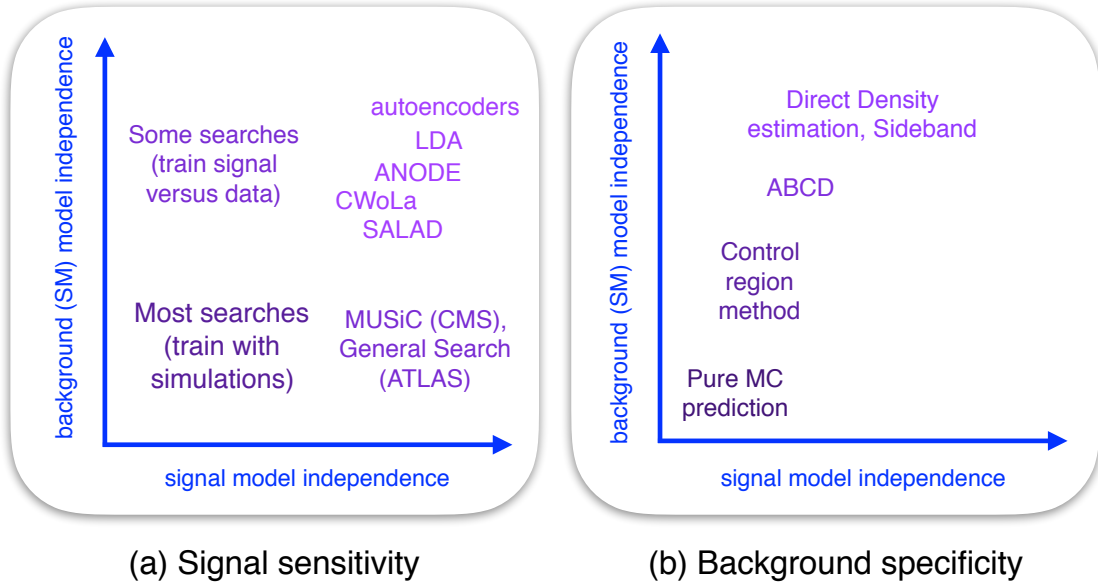 background (SM) model independence
Some searches
(train signal
versus data)
autoencoders
LDA
ANODE
CWoLa
SALAD
Most searches
(train with
simulations)
MUSiC (CMS),
General Search
(ATLAS)
signal model independence
(a) Signal sensitivity
background (SM) model independence
Direct Density
estimation, Sideband
ABCD
Control
region
method
Pure MC
prediction
signal model independence
(b) Background specificity